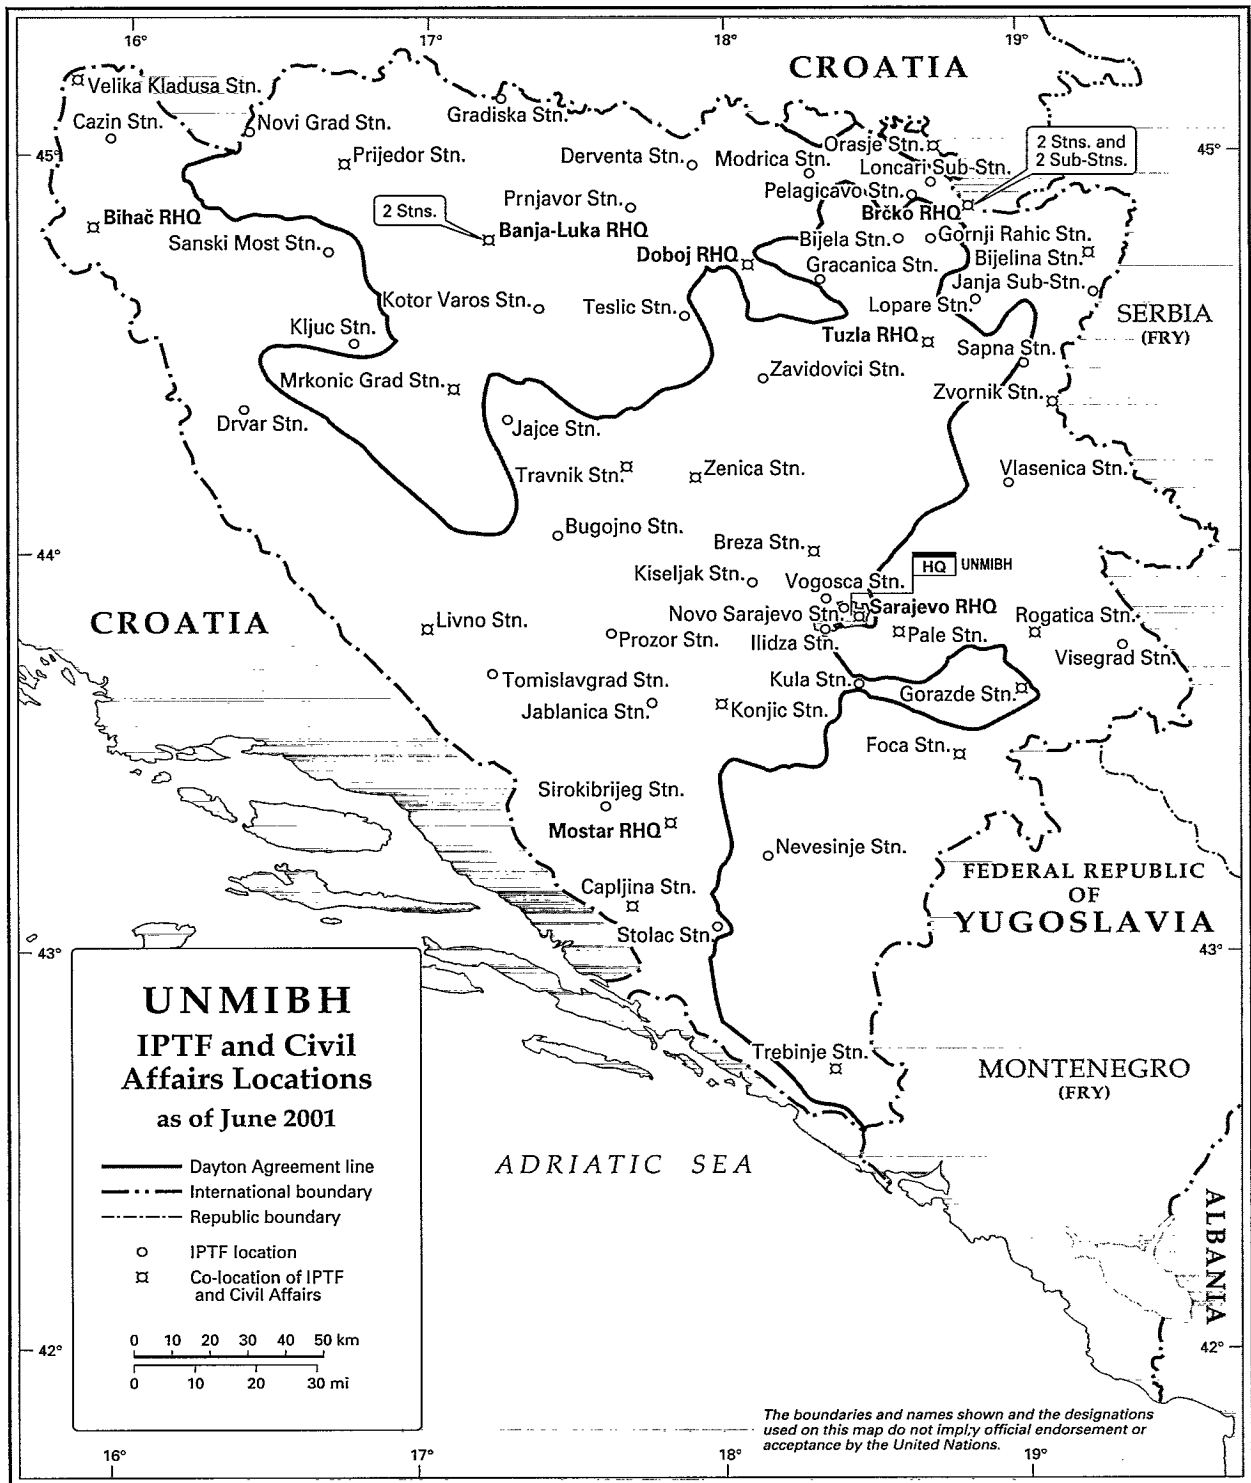 16°
17°
18°
19°
CROATIA
Velika Kladusa Stn.
Cazin Stn.
Novi Grad Stn.
Gradiska Stn.
45°
Prijedor Stn.
Derventa Stn.
Modrica Stn.
Orasje Stn.
Loncari Sub-Stn.
2 Stns. and
2 Sub-Stns.
45°
Pelagicavo Stn.
Brčko RHQ
Bihač RHQ
Sanski Most Stn.
2 Stns.
Prnjavor Stn.
Banja-Luka RHQ
Doboj RHQ
Bijela Stn.
Gornji Rahic Stn.
Bijelina Stn.
Gracanica Stn.
Janja Sub-Stn.
Kotor Varos Stn.
Teslic Stn.
Lopare Stn.
SERBIA
(FRY)
Kljuc Stn.
Tuzla RHQ
Sapna Stn.
Mrkonic Grad Stn.
Zavidovici Stn.
Zvornik Stn.
Drvar Stn.
Jajce Stn.
Travnik Stn.
Zenica Stn.
Vlasenica Stn.
Bugojno Stn.
44°
Breza Stn.
44°
HQ UNMIBH
Kiseljak Stn.
Vogosca Stn.
CROATIA
Livno Stn.
Novo Sarajevo Stn.
Sarajevo RHQ
Rogatica Stn.
Prozor Stn.
Ilidza Stn.
Pale Stn.
Visegrad Stn.
Tomislavgrad Stn.
Kula Stn.
Gorazde Stn.
Jablanica Stn.
Konjic Stn.
Foca Stn.
Sirokibrijeg Stn.
Mostar RHQ
Nevesinje Stn.
FEDERAL REPUBLIC
OF
YUGOSLAVIA
Capljina Stn.
Stolac Stn.
43°
43°
UNMIBH
IPTF and Civil
Affairs Locations
as of June 2001
Trebinje Stn.
MONTENEGRO
(FRY)
ADRIATIC SEA
Dayton Agreement line
International boundary
Republic boundary
IPTF location
Co-location of IPTF
and Civil Affairs
0 10 20 30 40 50 km
0 10 20 30 mi
ALBANIA
42°
42°
The boundaries and names shown and the designations
used on this map do not impl;y official endorsement or
acceptance by the United Nations.
16°
17°
18°
19°